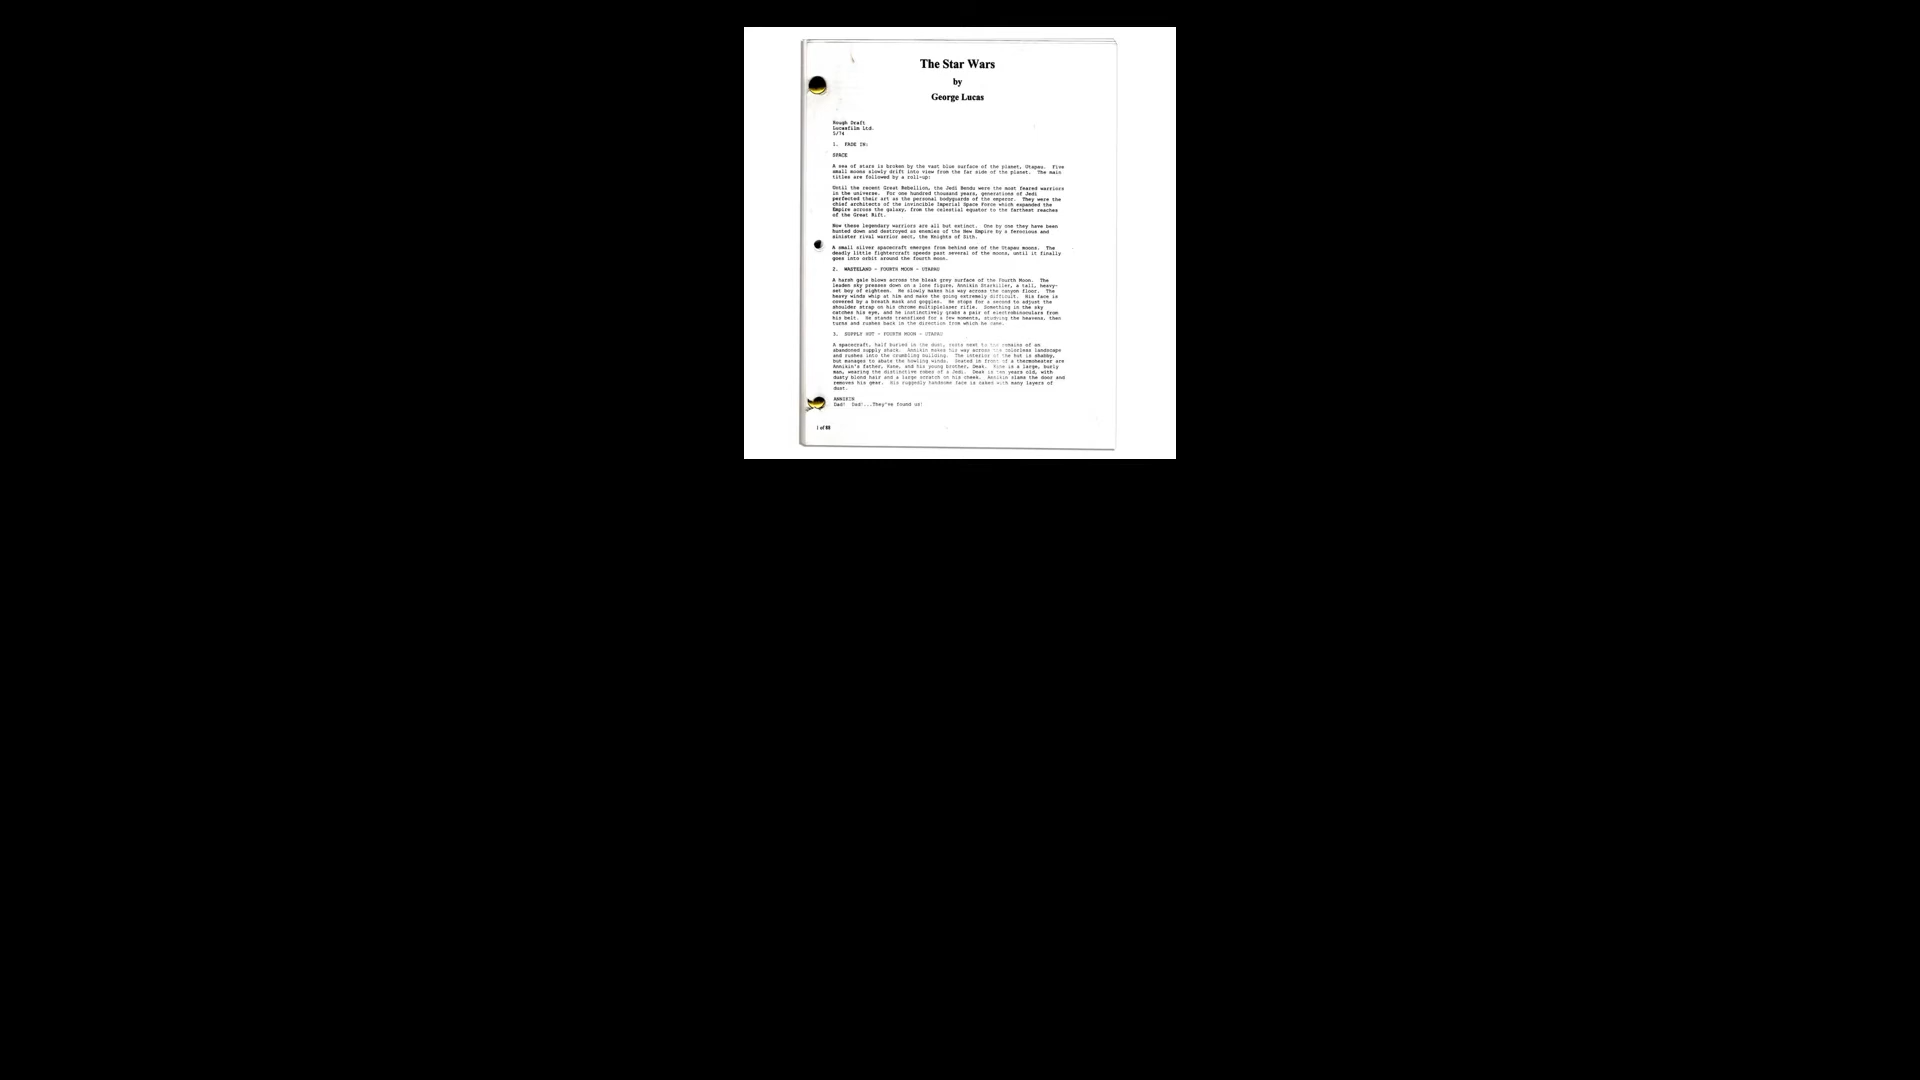 The Star Wars
by
George Lucas
Rough Draft
Lucasfilm Ltd.
5/74
1. FADE IN:
SPACE
A sea of stars is broken by the vast blue surface of the planet, Utapau. Five
small moons slowly drift into view from the far side of the planet. The main
titles are followed by a roll-up:
Until the recent Great Rebellion, the Jedi Bendu were the most feared warriors
in the universe. For one hundred thousand years, generations of Jedi
perfected their art as the personal bodyguards of the emperor. They were the
chief architects of the invincible Imperial Space Force which expanded the
Empire across the galaxy, from the celestial equator to the farthest reaches
of the Great Rift.
Now these legendary warriors are all but extinct. One by one they have been
hunted down and destroyed as enemies of the New Empire by a ferocious and
sinister rival warrior sect, the Knights of Sith.
A small silver spacecraft emerges from behind one of the Utapau moons. The
deadly little fightercraft speeds past several of the moons, until it finally
goes into orbit around the fourth moon.
2. WASTELAND - FOURTH MOON - UTAPAU
A harsh gale blows across the bleak grey surface of the Fourth Moon. The
leaden sky presses down on a lone figure, Annikin Starkiller, a tall, heavy-
set boy of eighteen. He slowly makes his way across the canyon floor. The
heavy winds whip at him and make the going extremely difficult. His face is
covered by a breath mask and goggles. He stops for a second to adjust the
shoulder strap on his chrome multiplelaser rifle. Something in the sky
catches his eye, and he instinctively grabs a pair of electrobinoculars from
his belt. He stands transfixed for a few moments, studying the heavens, then
turns and rushes back in the direction from which he came.
3. SUPPLY HUT - FOURTH MOON - UTAPAU
A spacecraft, half buried in the dust, rests next to the remains of an
abandoned supply shack. Annikin makes his way across the colorless landscape
and rushes into the crumbling building. The interior of the hut is shabby,
but manages to abate the howling winds. Seated in front of a thermoheater are
Annikin's father, Kane, and his young brother, Deak. Kane is a large, burly
man, wearing the distinctive robes of a Jedi. Deak is ten years old, with
dusty blond hair and a large scratch on his cheek. Annikin slams the door and
removes his gear. His ruggedly handsome face is caked with many layers of
dust.
ANNIKIN
Dad! Dad!...They've found us!
1 of 88